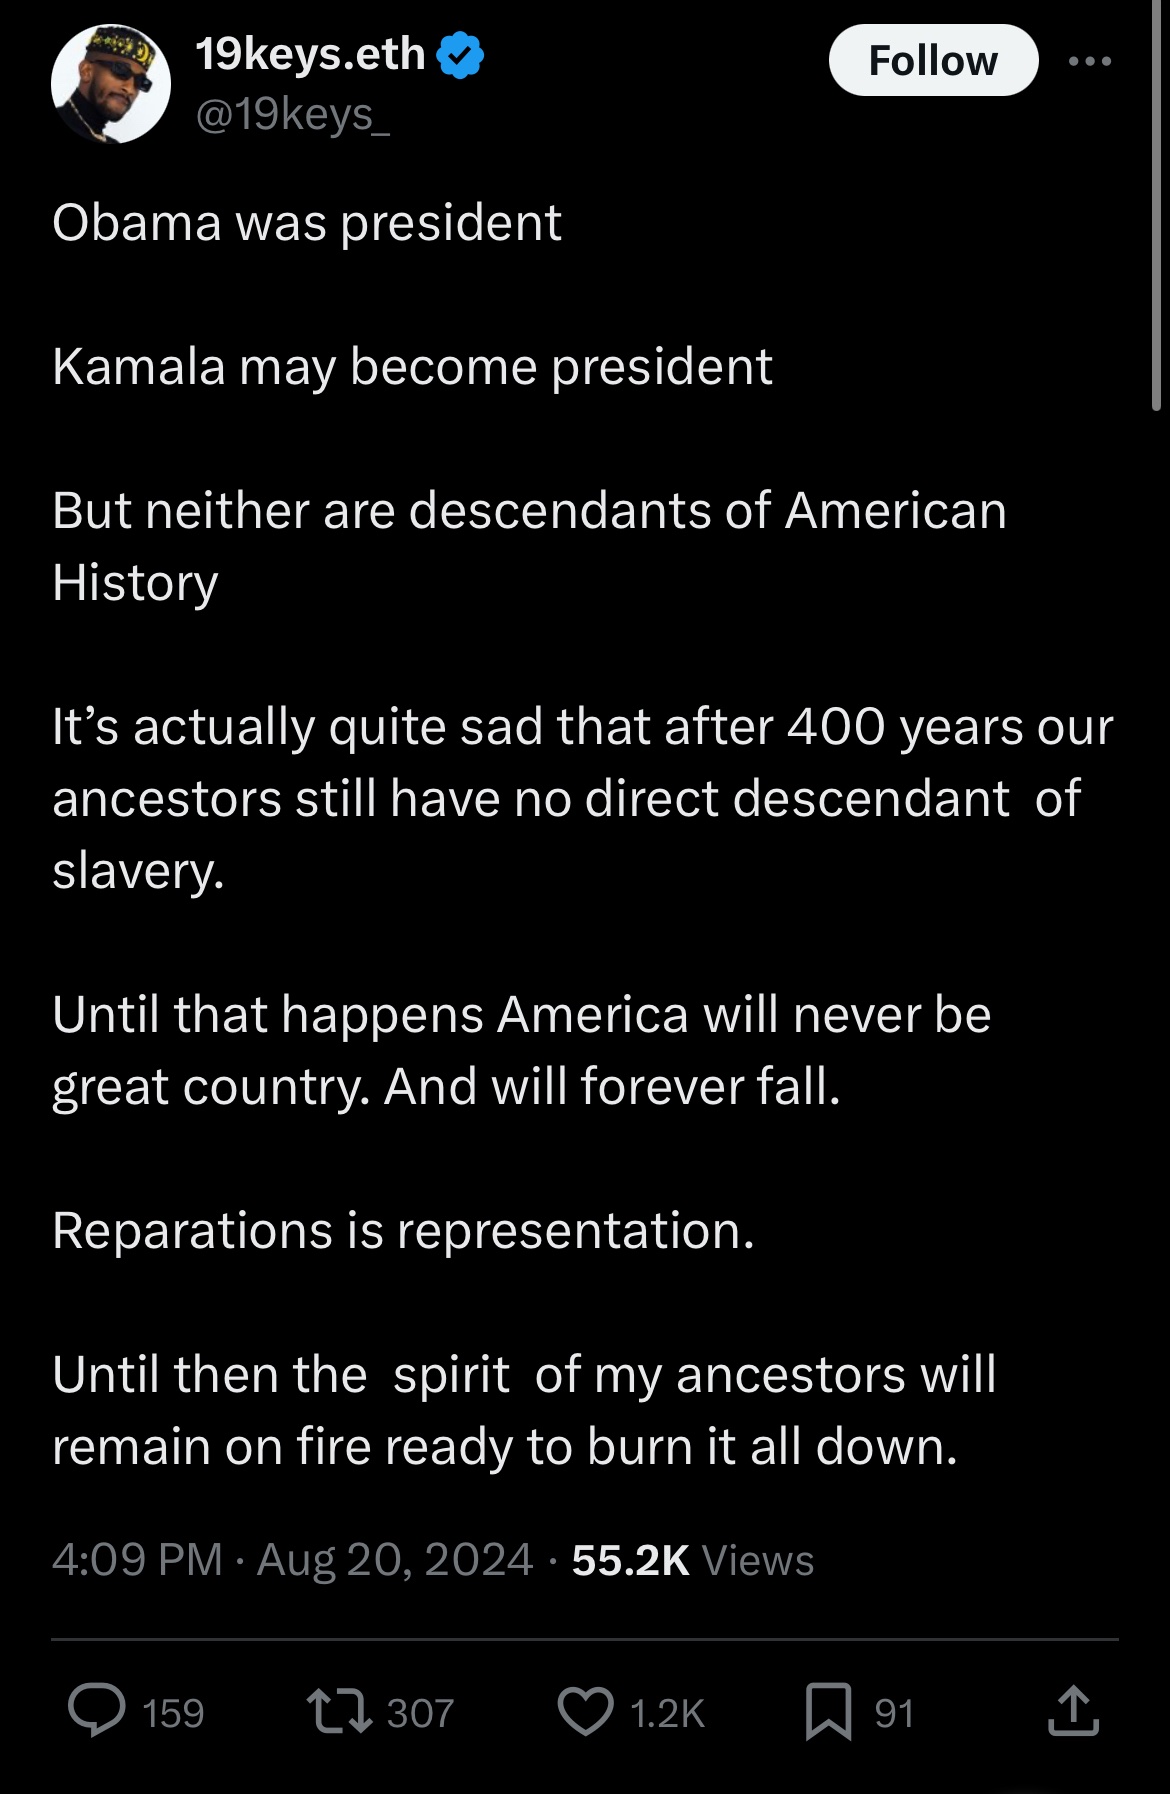 19keys.eth
@19keys_
Follow
Obama was president
Kamala may become president
But neither are descendants of American
History
It’s actually quite sad that after 400 years our
ancestors still have no direct descendant  of
slavery.
Until that happens America will never be
great country. And will forever fall.
Reparations is representation.
Until then the  spirit  of my ancestors will
remain on fire ready to burn it all down.
4:09 PM · Aug 20, 2024 · 55.2K Views
159 307 1.2K 91